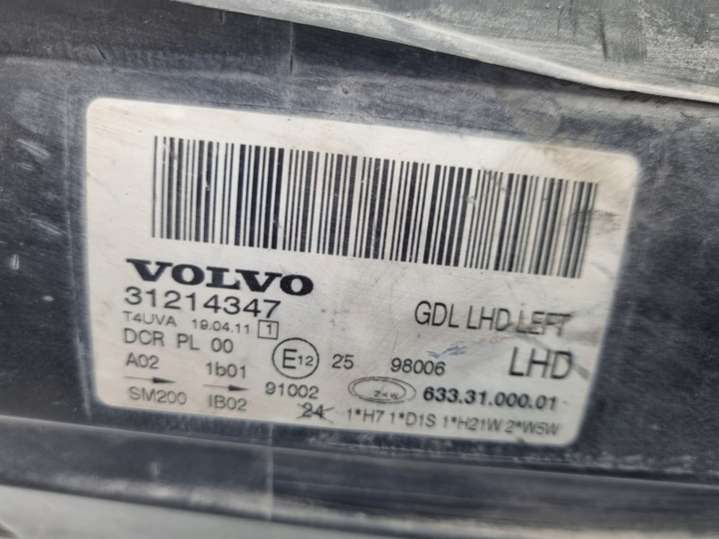 VOLVO
31214347
GDL LHD LEFT
T4UVA 19.04.11 1
DCR PL 00
E12 25 98006 LHD
A02 1b01
91002 ZKW 633.31.000.01
SM200 IB02
24 1*H7 1*D1S 1*H21W 2*W5W